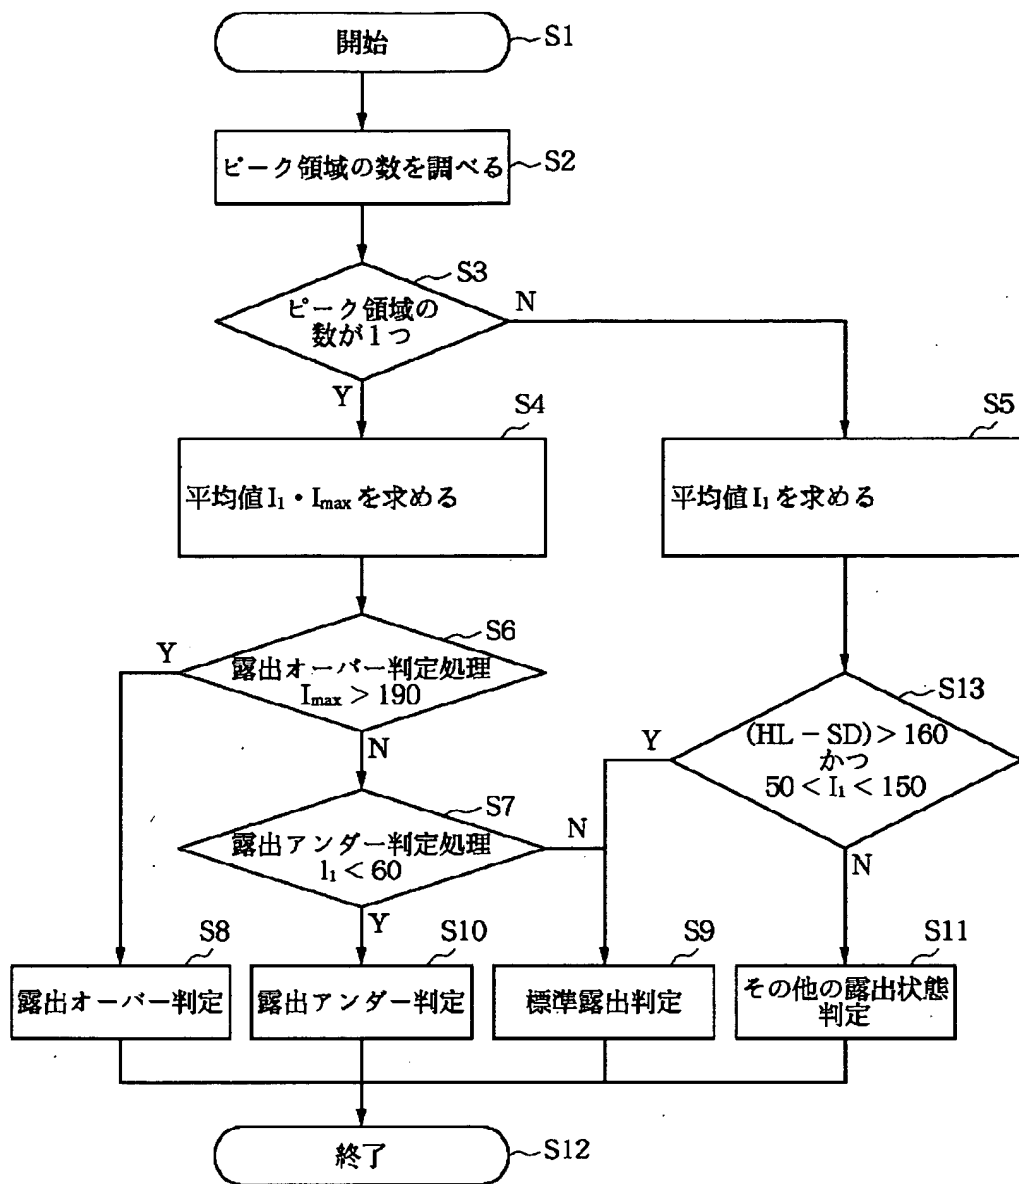 開始
S1
ピーク領域の数を調べる
S2
S3
ピーク領域の
数が1つ
N
Y
S4
平均値I₁・Imaxを求める
S5
平均値I₁を求める
S6
Y
露出オーバー判定処理
Imax > 190
N
S7
露出アンダー判定処理
I₁ < 60
N
Y
S13
Y
(HL − SD) > 160
かつ
50 < I₁ < 150
N
S8
露出オーバー判定
S10
露出アンダー判定
S9
標準露出判定
S11
その他の露出状態
判定
終了
S12